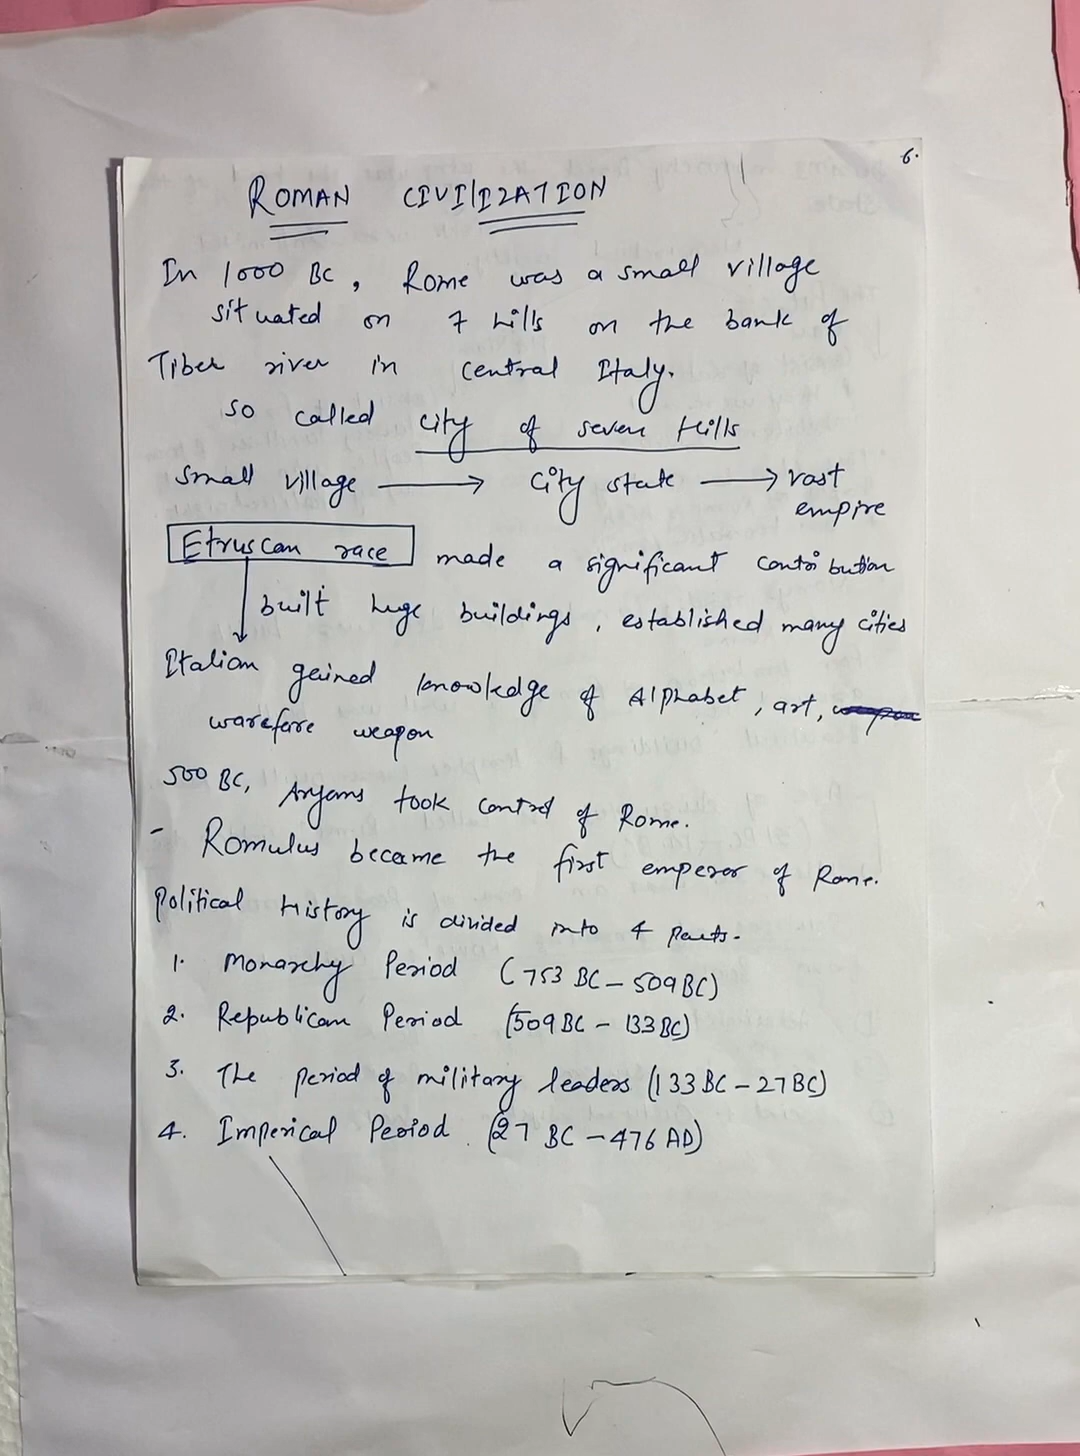 6.
ROMAN CIVILIZATION
In 1000 BC, Rome was a small village
situated on 7 hills on the bank of
Tiber river in central Italy.
so called city of seven Hills
Small village → City state → vast
empire
Etruscan race made a significant contribution
built huge buildings, established many cities
Italian gained knowledge of Alphabet, art,
warefare weapon
500 BC, Aryans took control of Rome.
- Romulus became the first emperor of Rome.
Political History is divided into 4 parts.
1. Monarchy Period (753 BC - 509 BC)
2. Republican Period (509 BC - 133 BC)
3. The period of military leaders (133 BC - 27 BC)
4. Imperical Period (27 BC - 476 AD)